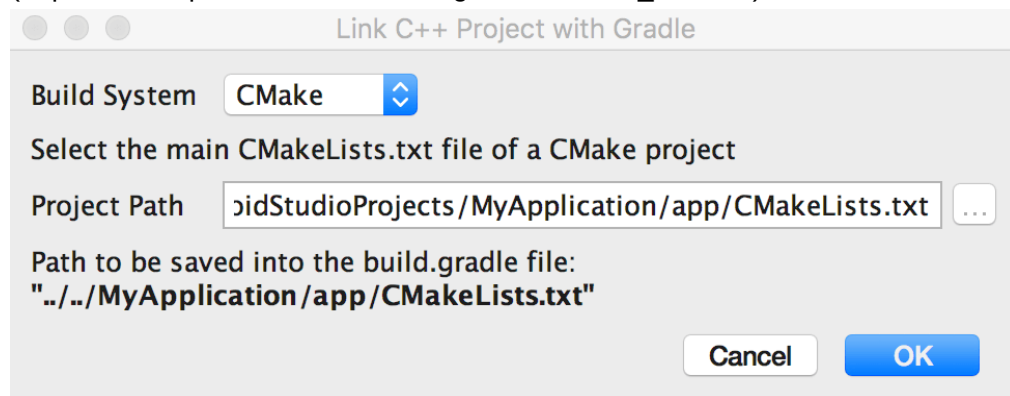 Link C++ Project with Gradle
Build System CMake
Select the main CMakeLists.txt file of a CMake project
Project Path oidStudioProjects/MyApplication/app/CMakeLists.txt ...
Path to be saved into the build.gradle file:
"../../MyApplication/app/CMakeLists.txt"
Cancel OK